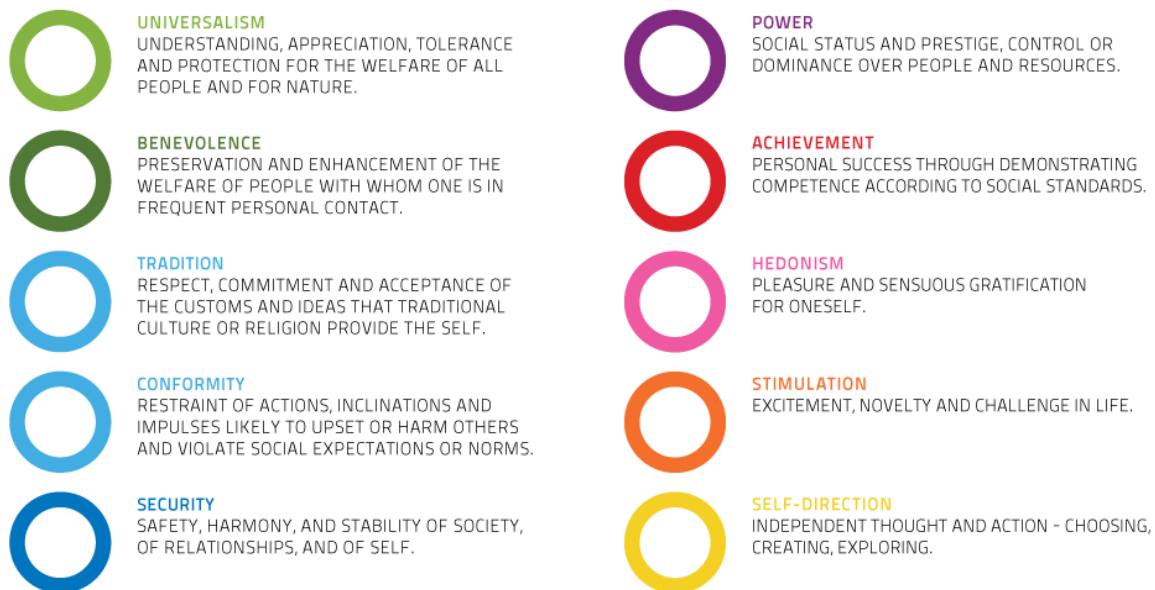 UNIVERSALISM
UNDERSTANDING, APPRECIATION, TOLERANCE
AND PROTECTION FOR THE WELFARE OF ALL
PEOPLE AND FOR NATURE.
BENEVOLENCE
PRESERVATION AND ENHANCEMENT OF THE
WELFARE OF PEOPLE WITH WHOM ONE IS IN
FREQUENT PERSONAL CONTACT.
TRADITION
RESPECT, COMMITMENT AND ACCEPTANCE OF
THE CUSTOMS AND IDEAS THAT TRADITIONAL
CULTURE OR RELIGION PROVIDE THE SELF.
CONFORMITY
RESTRAINT OF ACTIONS, INCLINATIONS AND
IMPULSES LIKELY TO UPSET OR HARM OTHERS
AND VIOLATE SOCIAL EXPECTATIONS OR NORMS.
SECURITY
SAFETY, HARMONY, AND STABILITY OF SOCIETY,
OF RELATIONSHIPS, AND OF SELF.
POWER
SOCIAL STATUS AND PRESTIGE, CONTROL OR
DOMINANCE OVER PEOPLE AND RESOURCES.
ACHIEVEMENT
PERSONAL SUCCESS THROUGH DEMONSTRATING
COMPETENCE ACCORDING TO SOCIAL STANDARDS.
HEDONISM
PLEASURE AND SENSUOUS GRATIFICATION
FOR ONESELF.
STIMULATION
EXCITEMENT, NOVELTY AND CHALLENGE IN LIFE.
SELF-DIRECTION
INDEPENDENT THOUGHT AND ACTION - CHOOSING,
CREATING, EXPLORING.